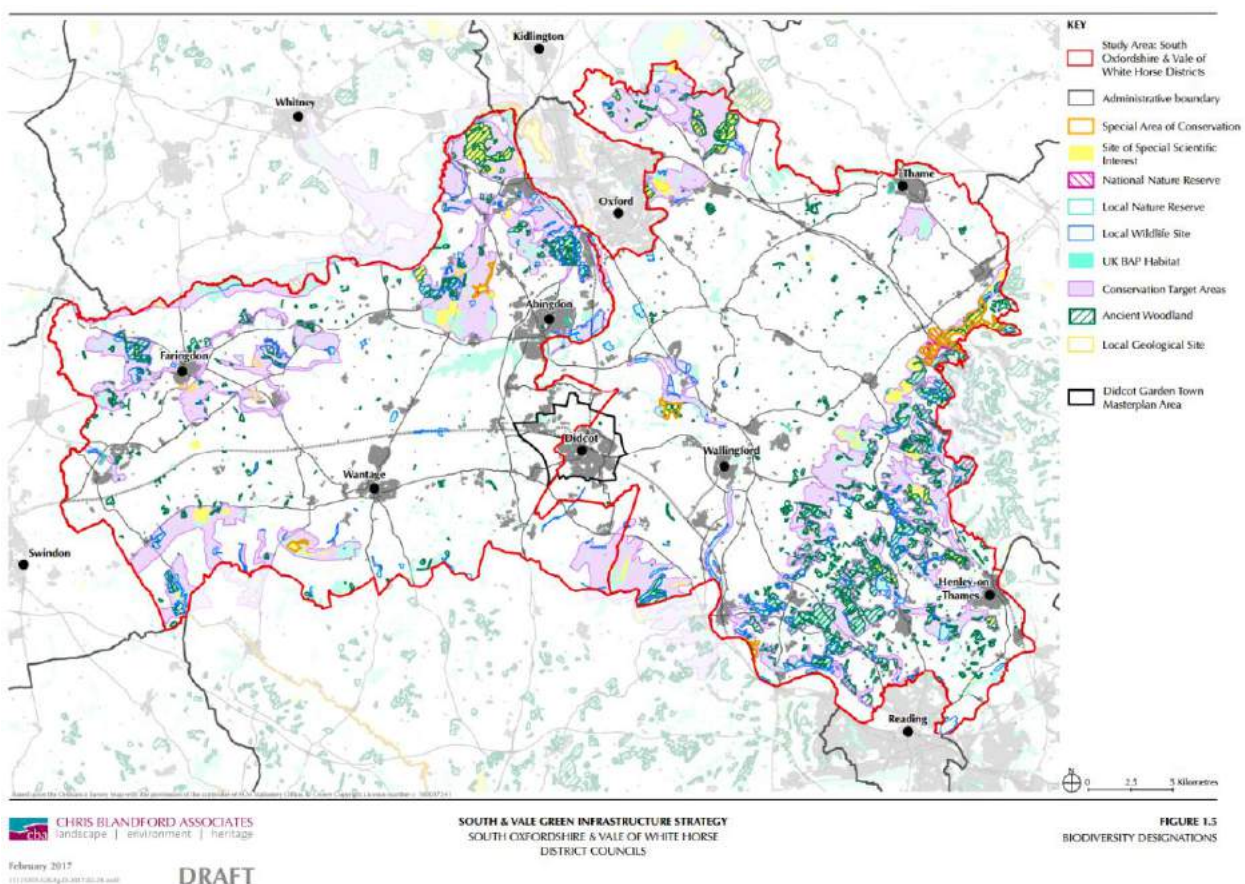 KEY
Study Area: South
Oxfordshire & Vale of
White Horse Districts
Administrative boundary
Special Area of Conservation
Site of Special Scientific
Interest
National Nature Reserve
Local Nature Reserve
Local Wildlife Site
UK BAP Habitat
Conservation Target Areas
Ancient Woodland
Local Geological Site
Didcot Garden Town
Masterplan Area
Kidlington
Whitney
Oxford
Thame
Abingdon
Faringdon
Didcot
Wallingford
Wantage
Swindon
Henley-on
Thames
Reading
N
0 2.5 5 Kilometres
cba
CHRIS BLANDFORD ASSOCIATES
landscape | environment | heritage
February 2017
DRAFT
SOUTH & VALE GREEN INFRASTRUCTURE STRATEGY
SOUTH OXFORDSHIRE & VALE OF WHITE HORSE
DISTRICT COUNCILS
FIGURE 1.5
BIODIVERSITY DESIGNATIONS